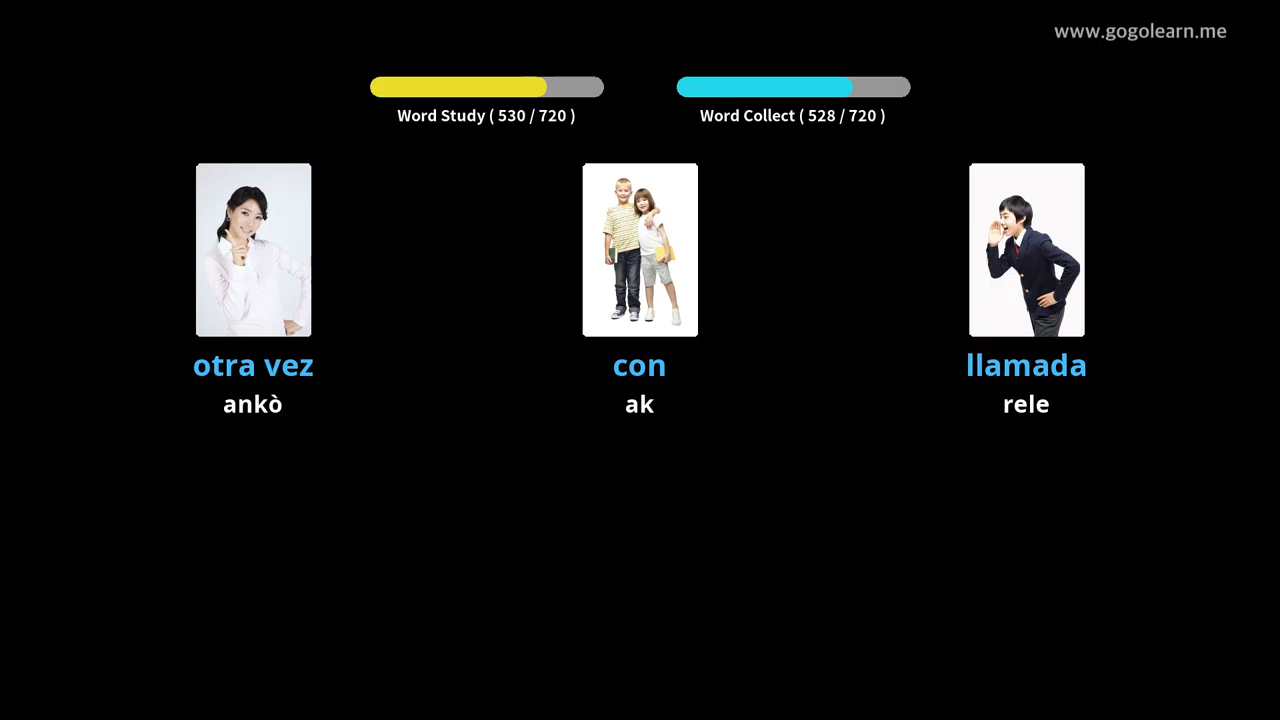 www.gogolearn.me
Word Study ( 530 / 720 )
Word Collect ( 528 / 720 )
otra vez
ankò
con
ak
llamada
rele